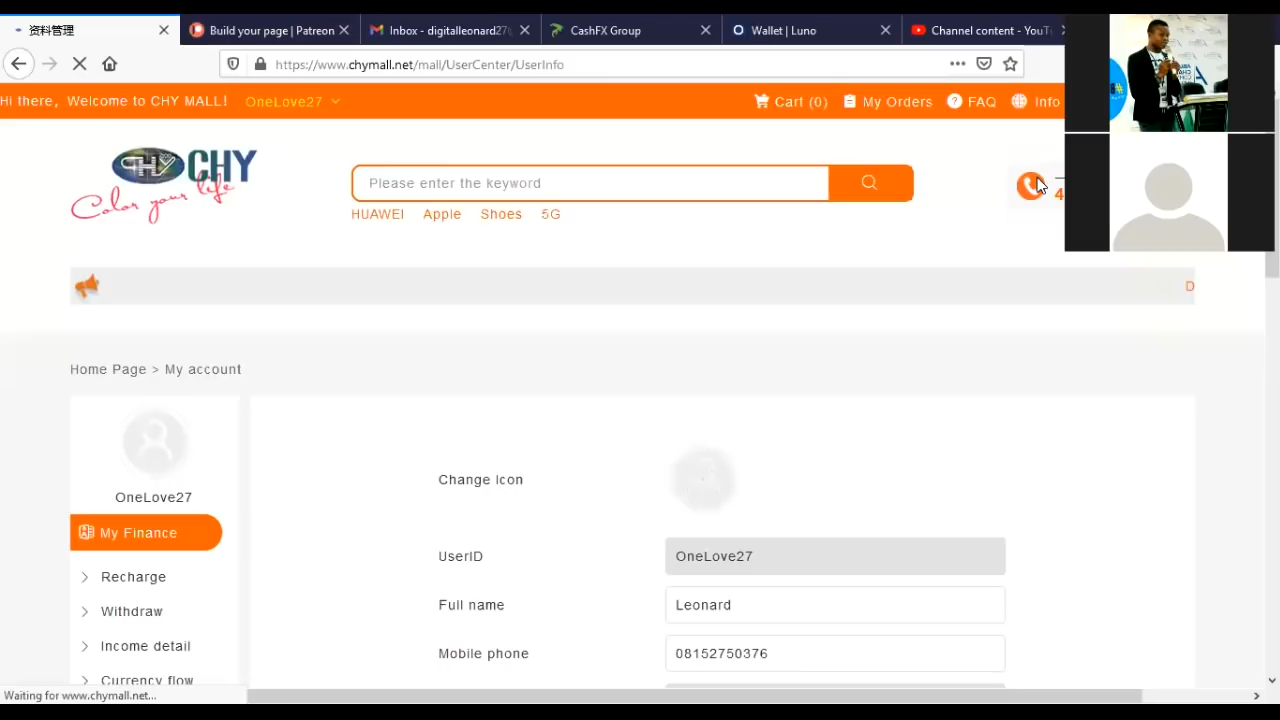 资料管理
Build your page | Patreon
Inbox - digitalleonard27
CashFX Group
Wallet | Luno
Channel content - YouT
https://www.chymall.net/mall/UserCenter/UserInfo
Hi there, Welcome to CHY MALL!
OneLove27
Cart (0)
My Orders
FAQ
Info
CHY CHY
Color your life
Please enter the keyword
HUAWEI
Apple
Shoes
5G
4
D
Home Page > My account
OneLove27
My Finance
Recharge
Withdraw
Income detail
Currency flow
Change Icon
UserID
OneLove27
Full name
Leonard
Mobile phone
08152750376
Waiting for www.chymall.net...